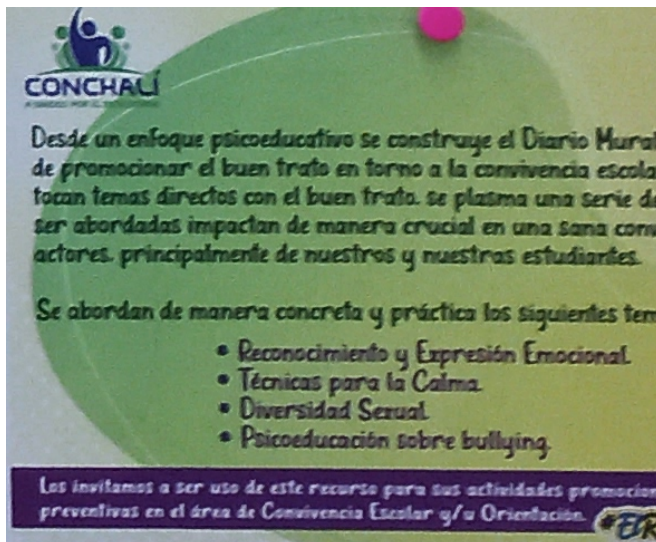 CONCHALÍ
Desde un enfoque psicoeducativo se construye el Diario Mural
de promocionar el buen trato en torno a la convivencia escola
tocan temas directos con el buen trato. se plasma una serie de
ser abordadas impactan de manera crucial en una sana conv
actores. principalmente de nuestros y nuestras estudiantes.
Se abordan de manera concreta y práctica los siguientes tem
• Reconocimiento y Expresión Emocional.
• Técnicas para la Calma
• Diversidad Sexual
• Psicoeducación sobre bullying
Los invitamos a ser uso de este recurso para sus actividades promocion
preventivas en el área de Convivencia Escolar y/u Orientación.